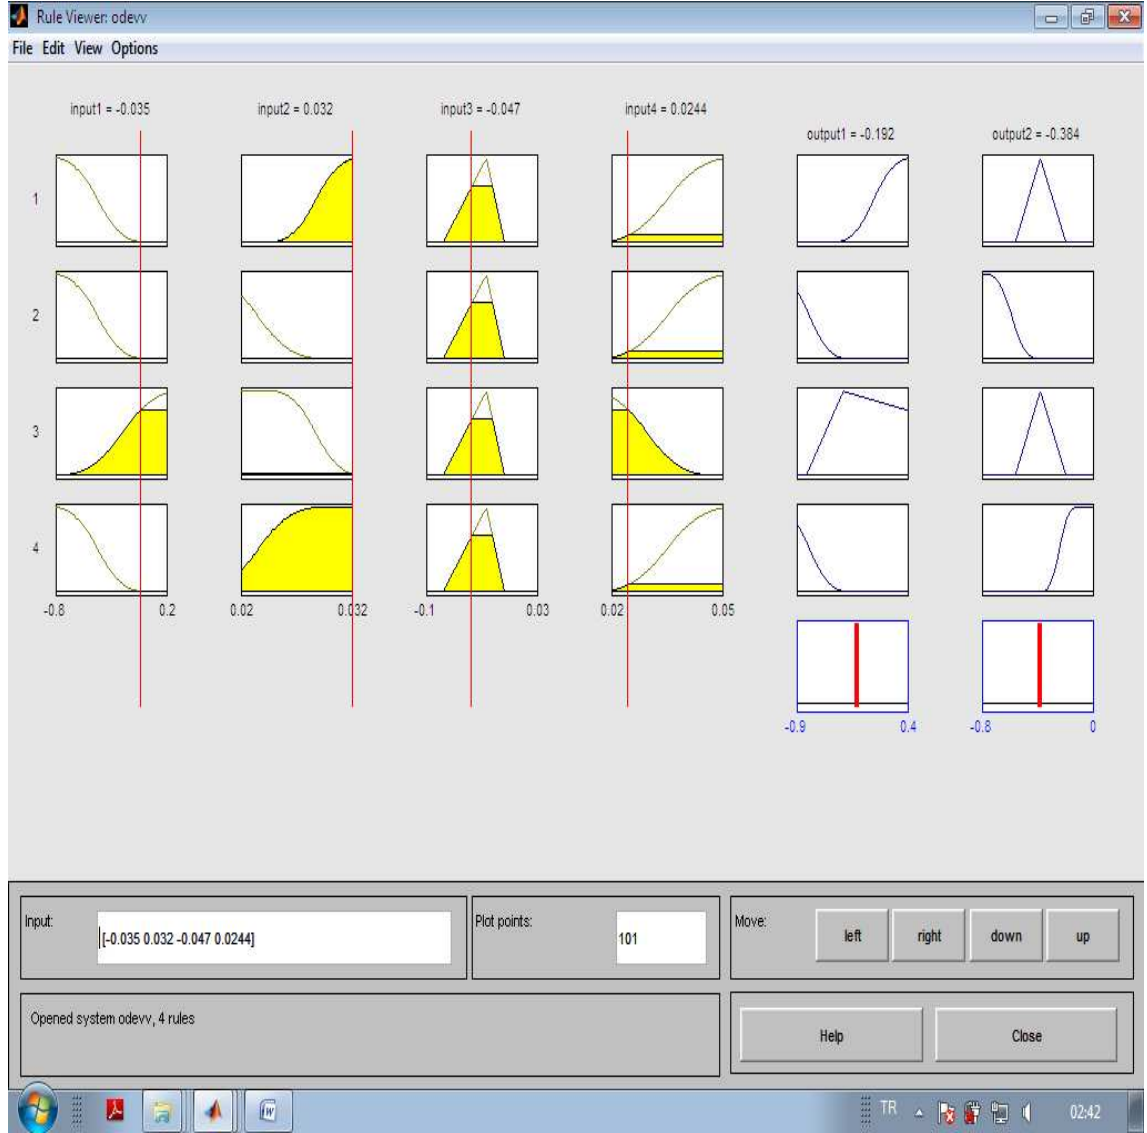 Rule Viewer: odevv
File Edit View Options
input1 = -0.035 input2 = 0.032 input3 = -0.047 input4 = 0.0244
output1 = -0.192 output2 = -0.384
1
2
3
4
-0.8 0.2 0.02 0.032 -0.1 0.03 0.02 0.05
-0.9 0.4 -0.8 0
Input: [-0.035 0.032 -0.047 0.0244] Plot points: 101 Move: left right down up
Opened system odevv, 4 rules
Help Close
TR 02:42